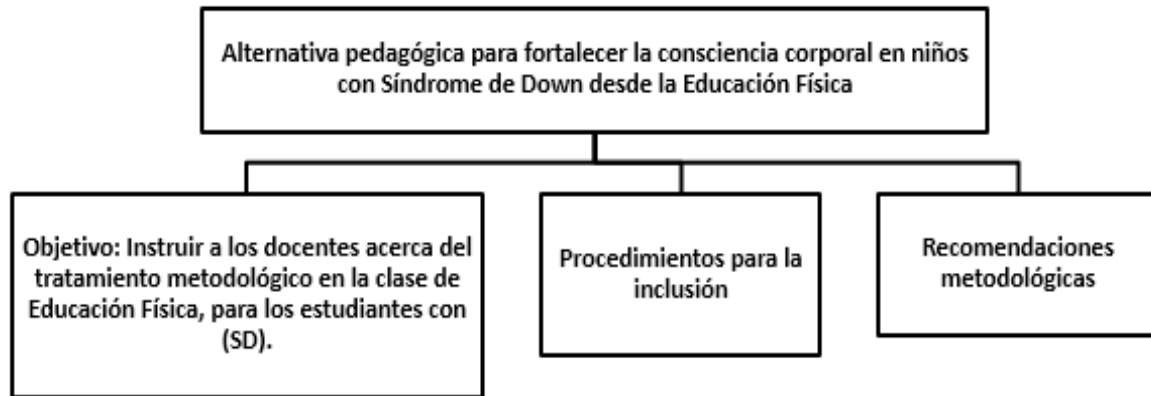 Alternativa pedagógica para fortalecer la consciencia corporal en niños
con Síndrome de Down desde la Educación Física
Objetivo: Instruir a los docentes acerca del
tratamiento metodológico en la clase de
Educación Física, para los estudiantes con
(SD).
Procedimientos para la
inclusión
Recomendaciones
metodológicas